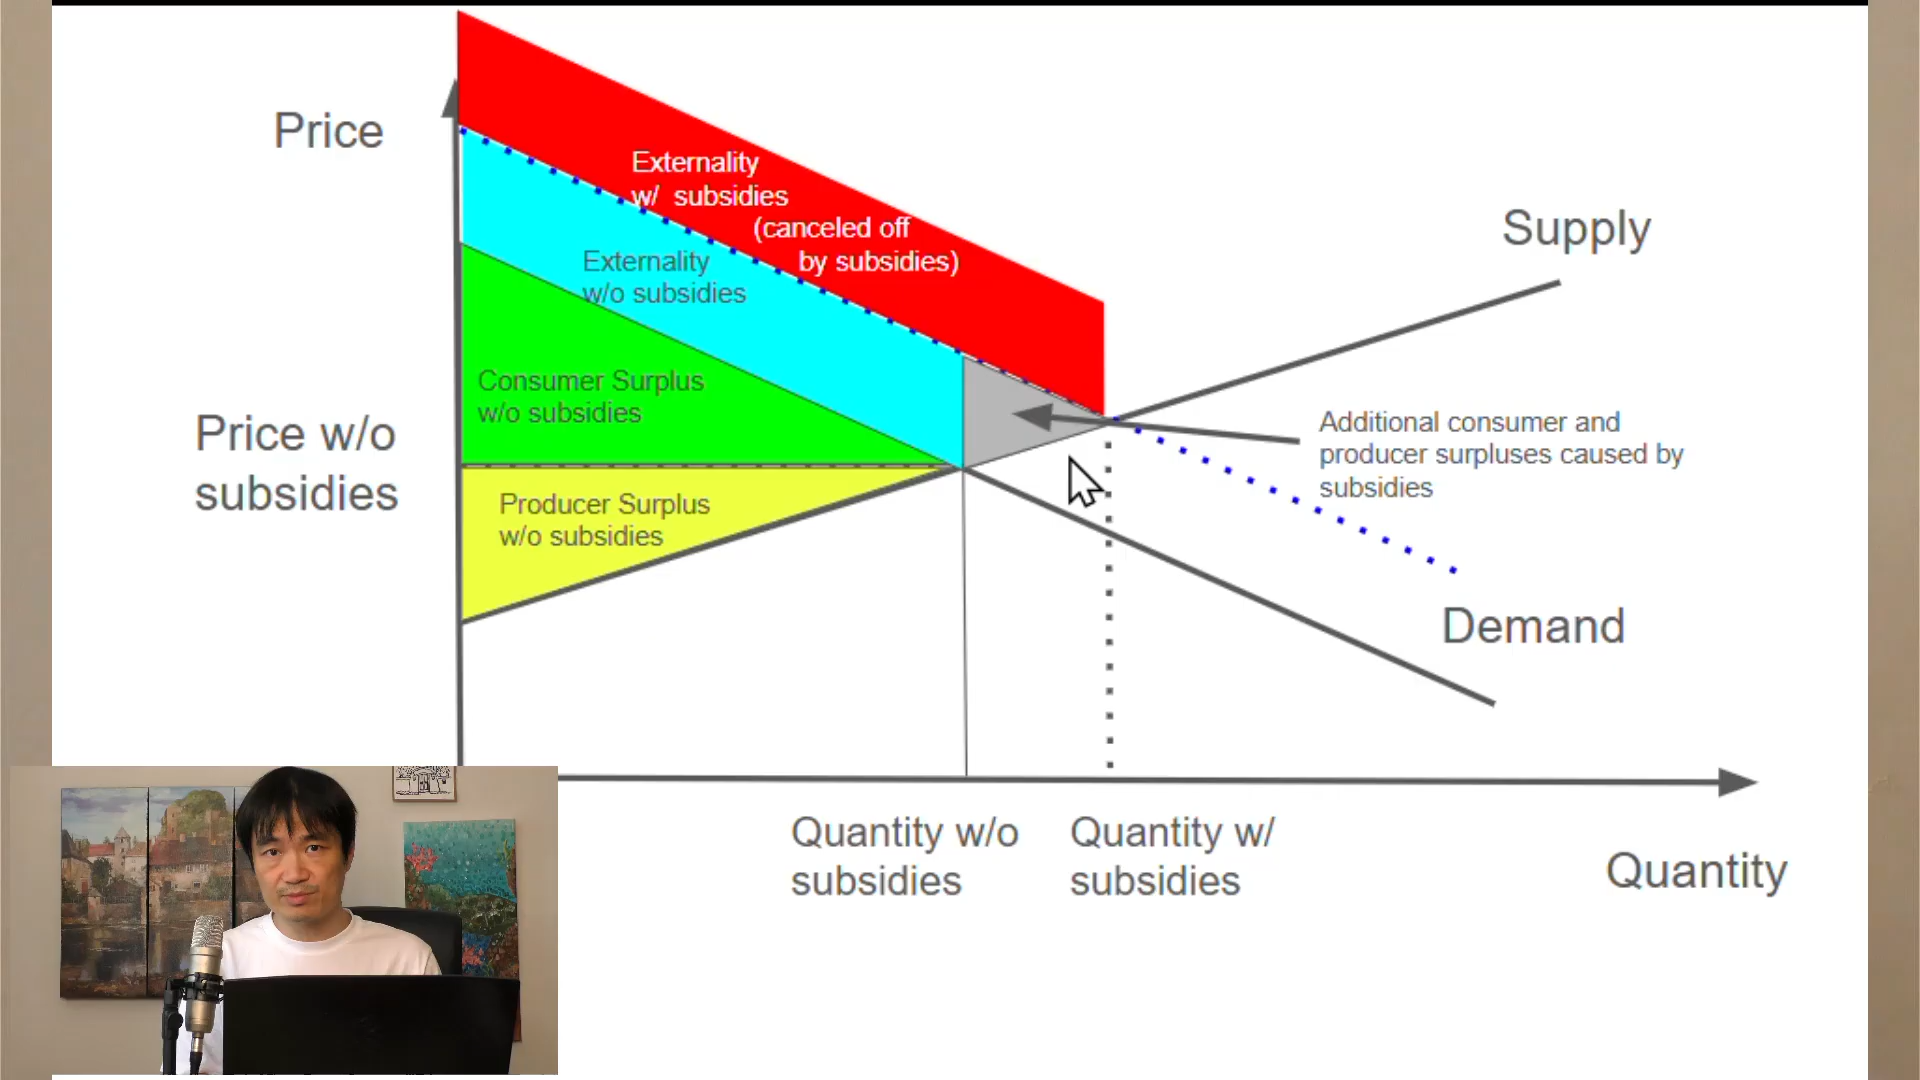 Price
Externality
w/ subsidies
(canceled off
by subsidies)
Supply
Externality
w/o subsidies
Consumer Surplus
w/o subsidies
Price w/o
subsidies
Additional consumer and
producer surpluses caused by
subsidies
Producer Surplus
w/o subsidies
Demand
Quantity w/o
subsidies
Quantity w/
subsidies
Quantity